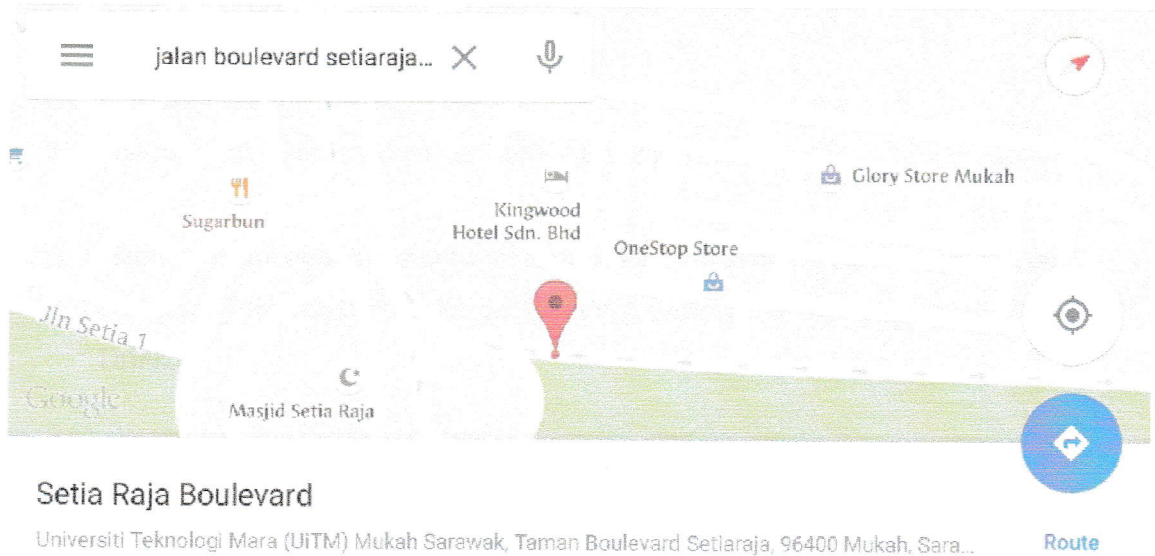 jalan boulevard setiaraja...
Glory Store Mukah
Sugarbun
Kingwood
Hotel Sdn. Bhd
OneStop Store
Jln Setia 1
Google
Masjid Setia Raja
Setia Raja Boulevard
Universiti Teknologi Mara (UiTM) Mukah Sarawak, Taman Boulevard Setiaraja, 96400 Mukah, Sara...
Route